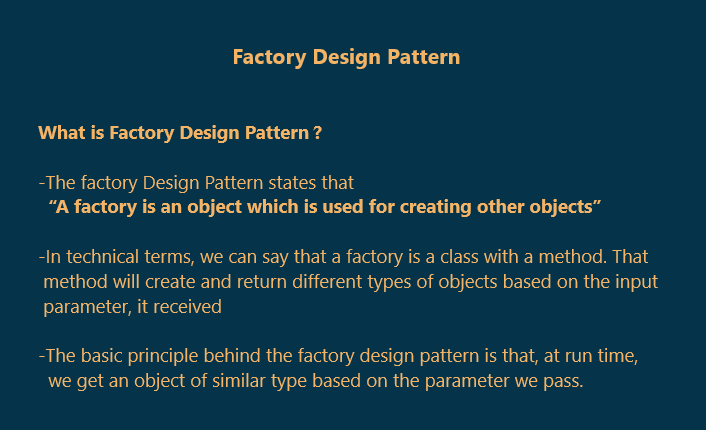 Factory Design Pattern
What is Factory Design Pattern ?
-The factory Design Pattern states that
“A factory is an object which is used for creating other objects”
-In technical terms, we can say that a factory is a class with a method. That
method will create and return different types of objects based on the input
parameter, it received
-The basic principle behind the factory design pattern is that, at run time,
we get an object of similar type based on the parameter we pass.